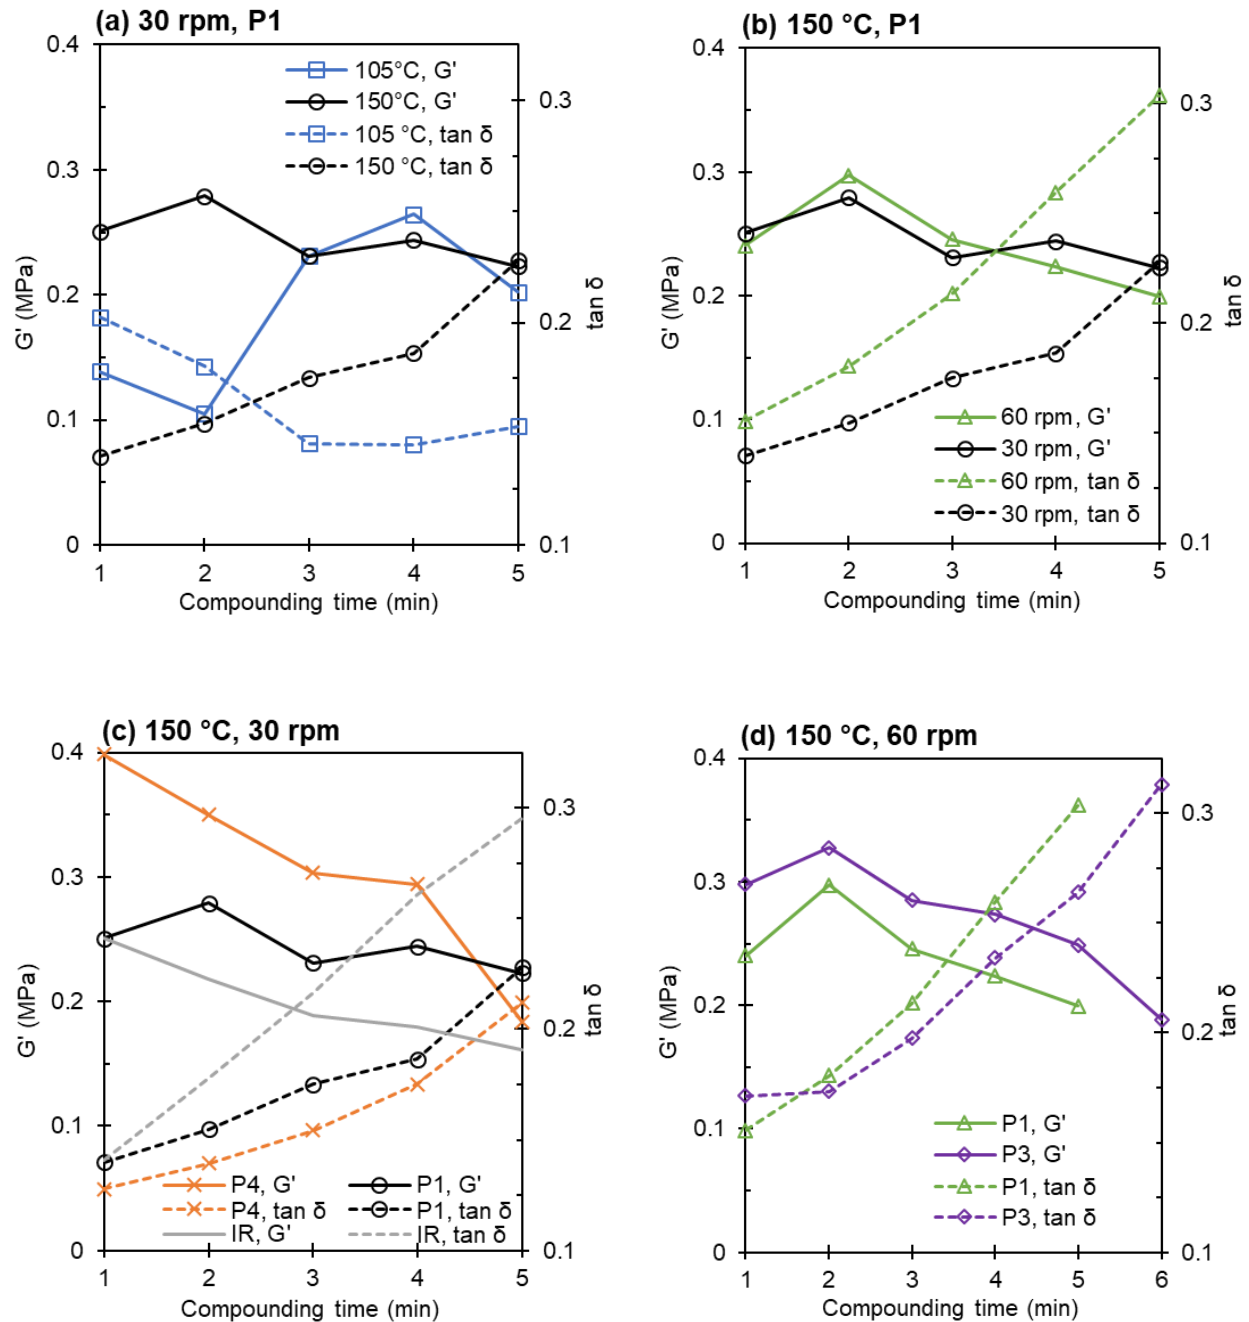 (a) 30 rpm, P1
0.4
0.3
0.2
0.1
0
G' (MPa)
105°C, G'
150°C, G'
105 °C, tan δ
150 °C, tan δ
0.3
0.2
0.1
tan δ
1 2 3 4 5
Compounding time (min)
(b) 150 °C, P1
0.4
0.3
0.2
0.1
0
G' (MPa)
60 rpm, G'
30 rpm, G'
60 rpm, tan δ
30 rpm, tan δ
0.3
0.2
0.1
tan δ
1 2 3 4 5
Compounding time (min)
(c) 150 °C, 30 rpm
0.4
0.3
0.2
0.1
0
G' (MPa)
P4, G' P1, G'
P4, tan δ P1, tan δ
IR, G' IR, tan δ
0.3
0.2
0.1
tan δ
1 2 3 4 5
Compounding time (min)
(d) 150 °C, 60 rpm
0.4
0.3
0.2
0.1
0
G' (MPa)
P1, G'
P3, G'
P1, tan δ
P3, tan δ
0.3
0.2
0.1
tan δ
1 2 3 4 5 6
Compounding time (min)